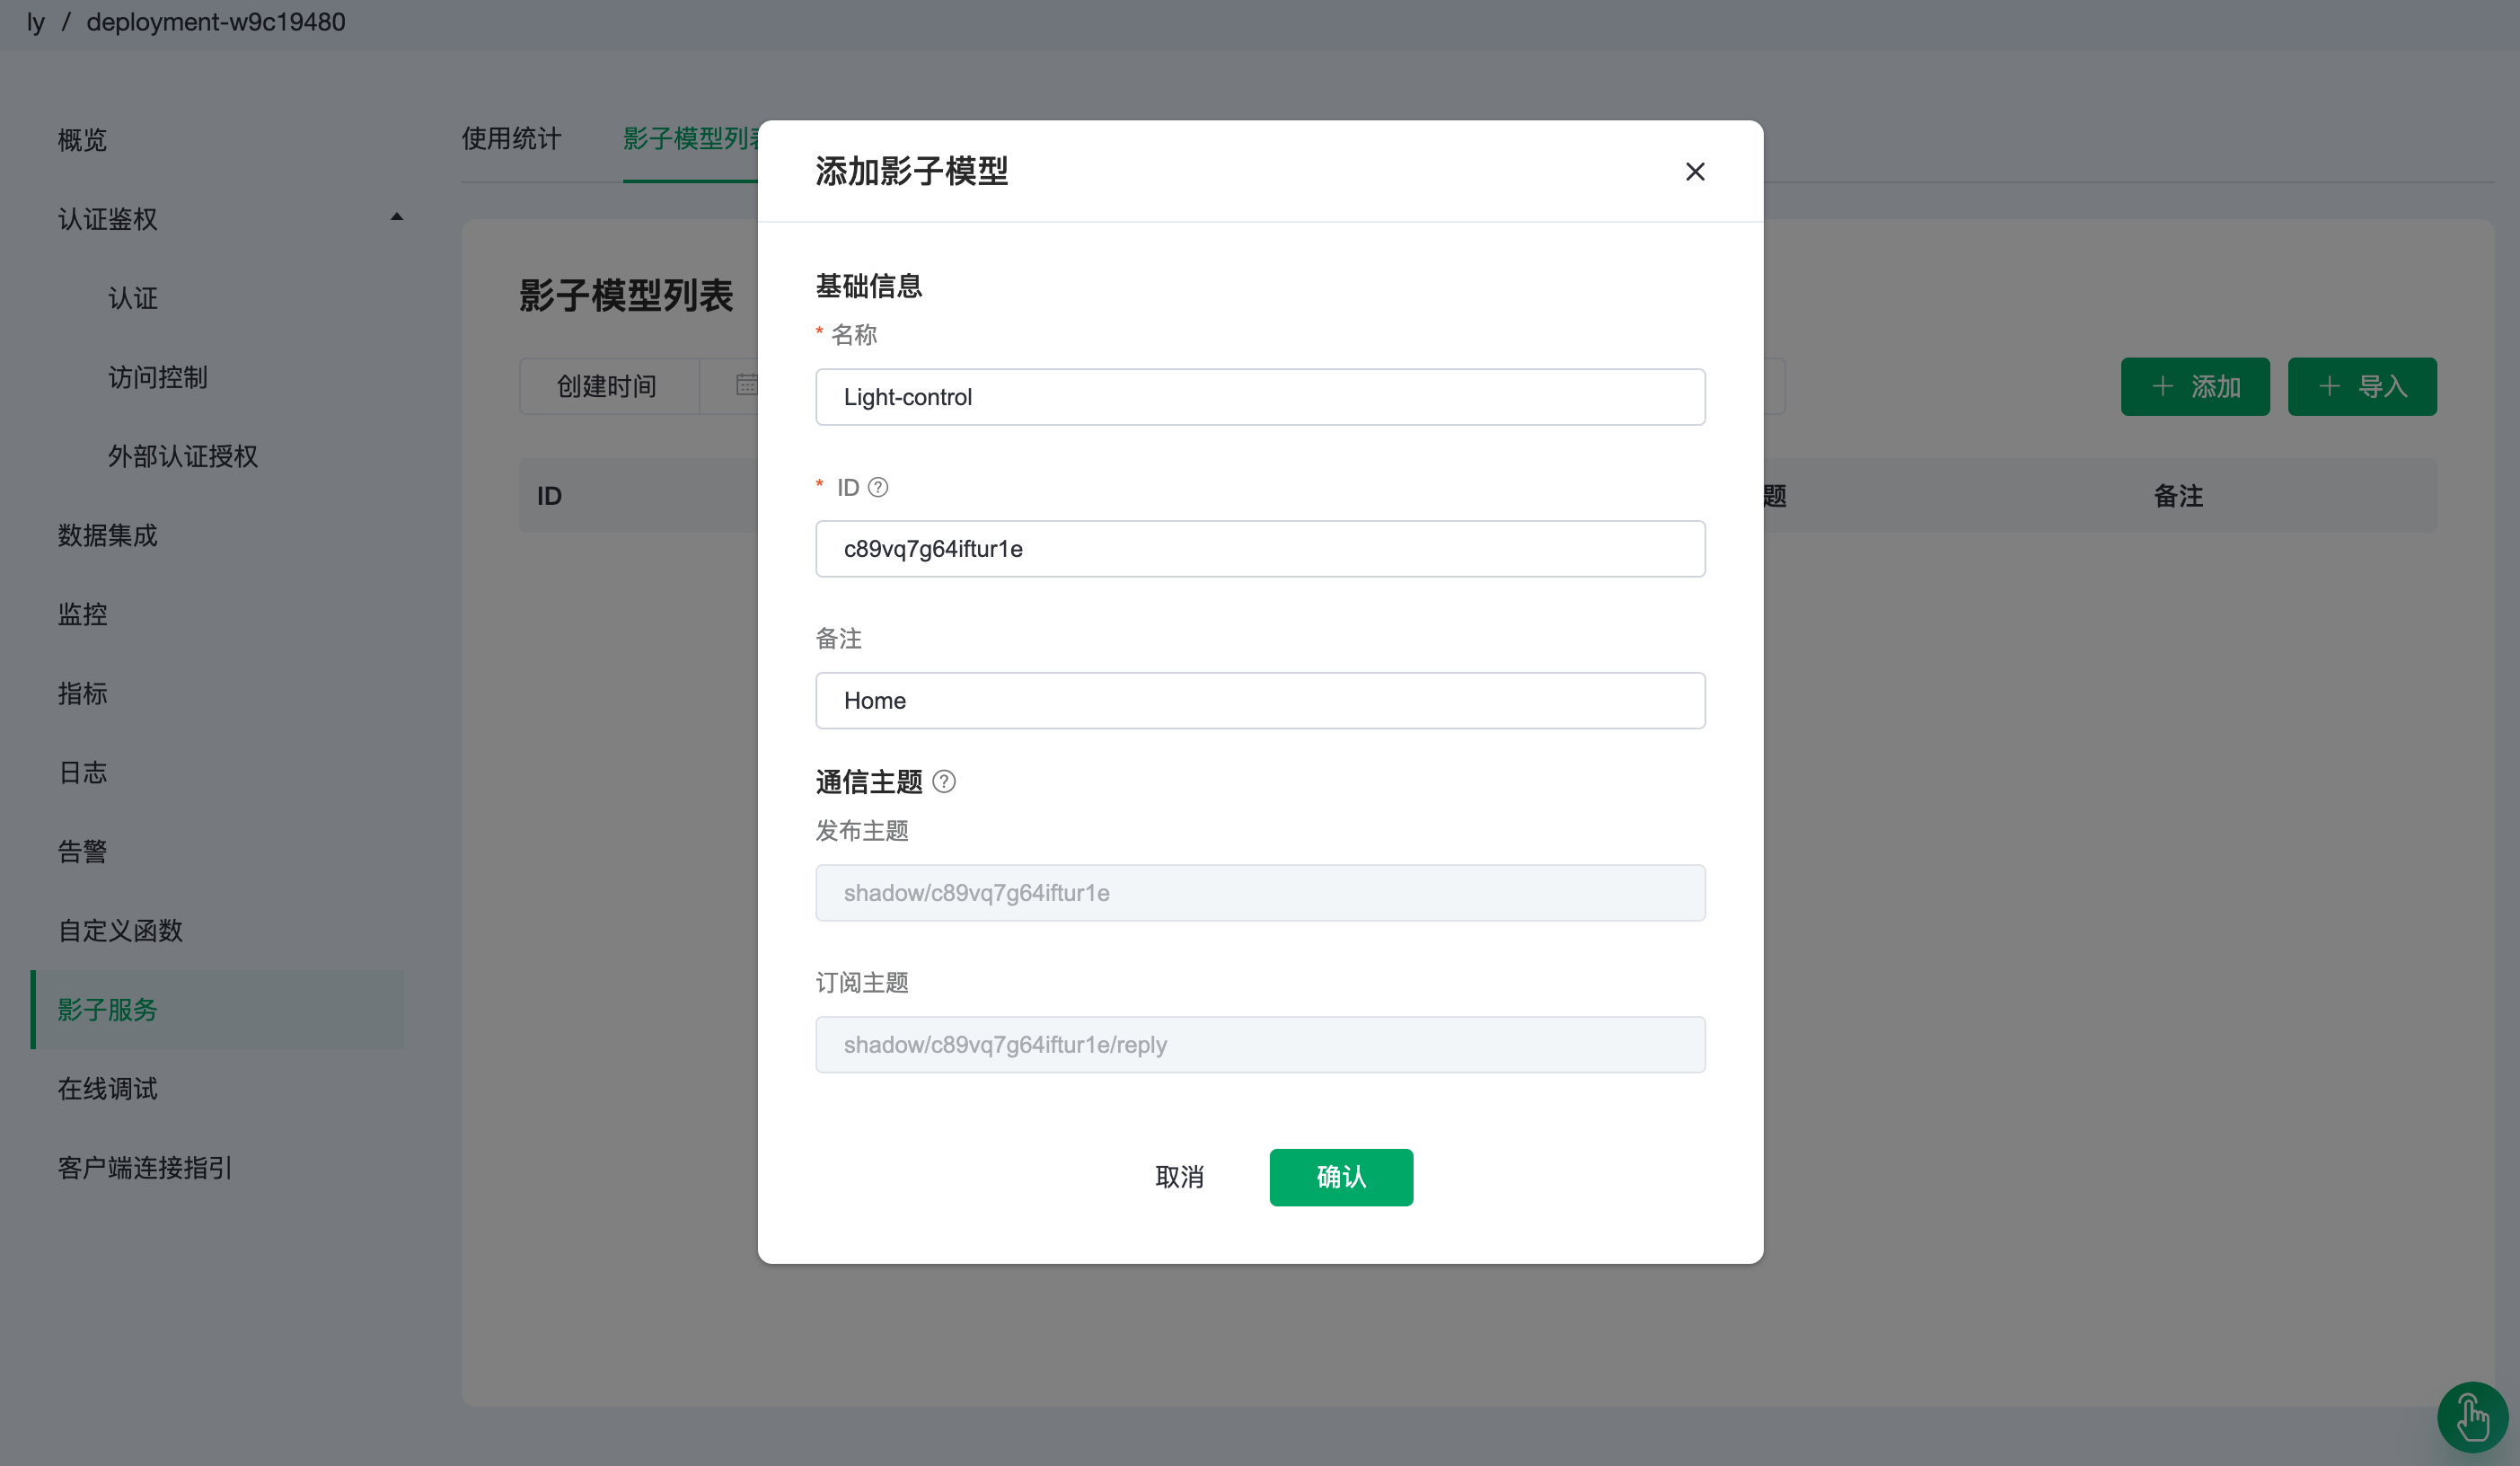 ly / deployment-w9c19480
概览
认证鉴权
认证
访问控制
外部认证授权
数据集成
监控
指标
日志
告警
自定义函数
影子服务
在线调试
客户端连接指引
使用统计
影子模型列表
影子模型列表
创建时间
添加
导入
ID
题
备注
添加影子模型
基础信息
* 名称
Light-control
* ID
c89vq7g64iftur1e
备注
Home
通信主题
发布主题
shadow/c89vq7g64iftur1e
订阅主题
shadow/c89vq7g64iftur1e/reply
取消 确认